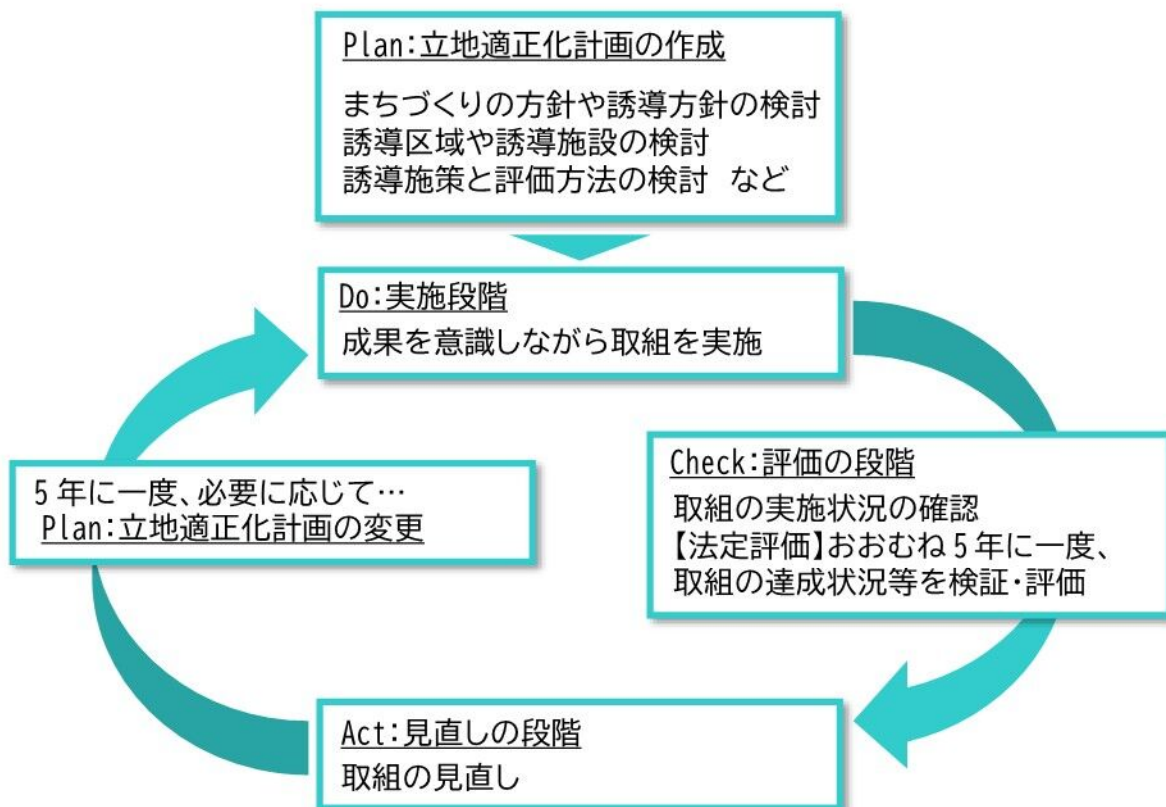 Plan:立地適正化計画の作成
まちづくりの方針や誘導方針の検討
誘導区域や誘導施設の検討
誘導施策と評価方法の検討　など
Do:実施段階
成果を意識しながら取組を実施
Check:評価の段階
取組の実施状況の確認
【法定評価】おおむね5年に一度、
取組の達成状況等を検証・評価
Act:見直しの段階
取組の見直し
5年に一度、必要に応じて…
Plan:立地適正化計画の変更